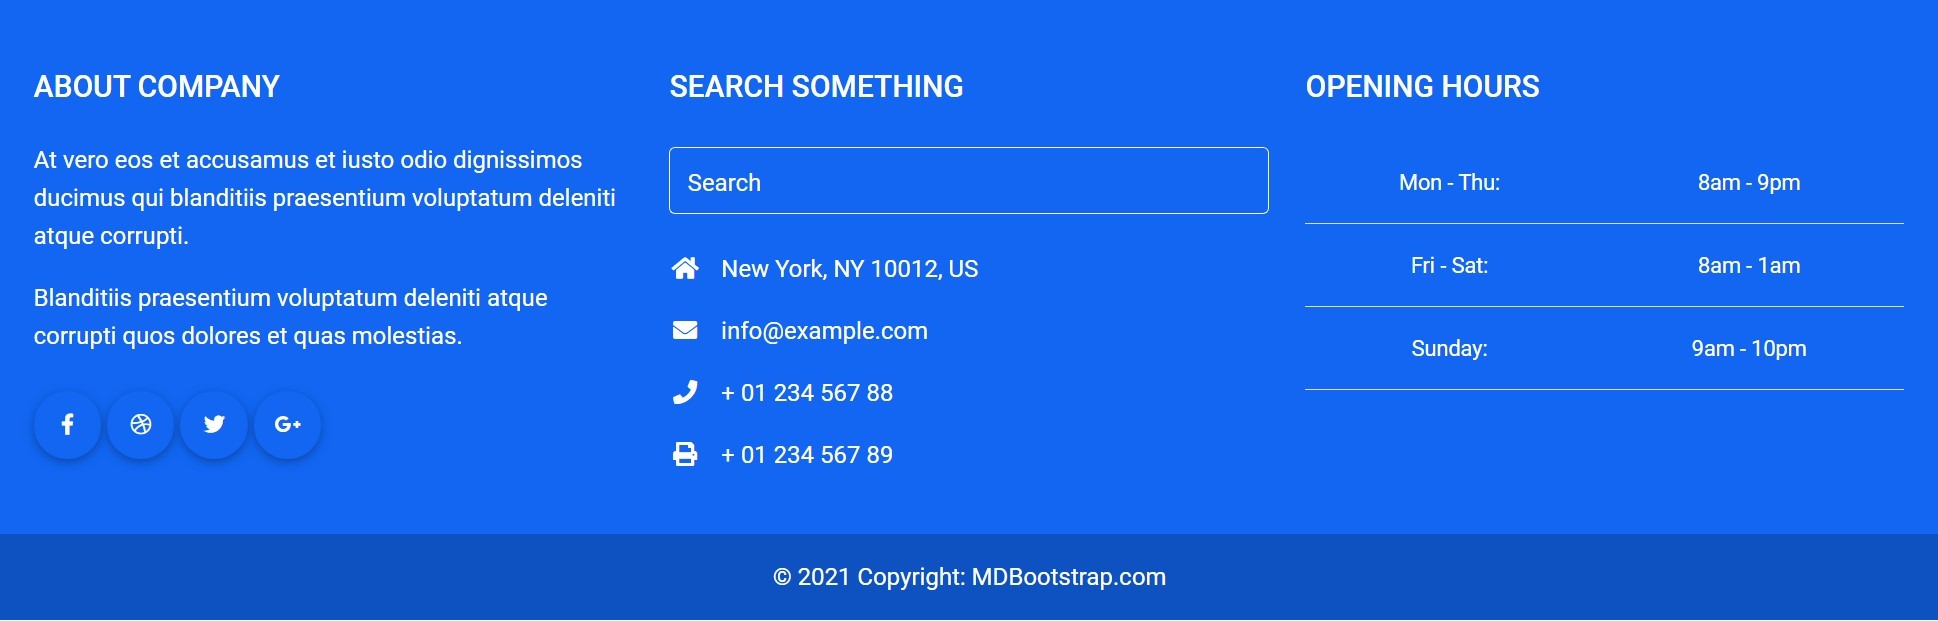 ABOUT COMPANY
At vero eos et accusamus et iusto odio dignissimos
ducimus qui blanditiis praesentium voluptatum deleniti
atque corrupti.
Blanditiis praesentium voluptatum deleniti atque
corrupti quos dolores et quas molestias.
SEARCH SOMETHING
Search
New York, NY 10012, US
info@example.com
+ 01 234 567 88
+ 01 234 567 89
OPENING HOURS
Mon - Thu: 8am - 9pm
Fri - Sat: 8am - 1am
Sunday: 9am - 10pm
© 2021 Copyright: MDBootstrap.com